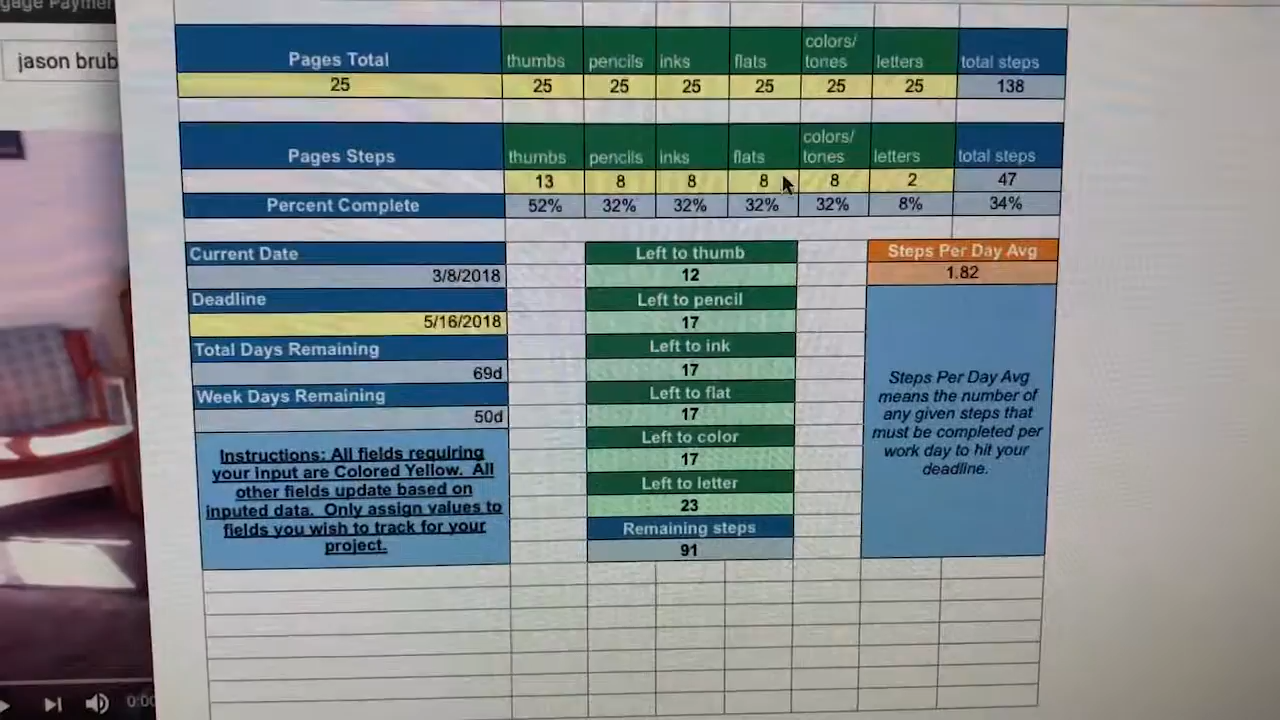 gage Paymen
jason brub
Pages Total thumbs pencils inks flats colors/ tones letters total steps
25 25 25 25 25 25 25 138
Pages Steps thumbs pencils inks flats colors/ tones letters total steps
13 8 8 8 8 2 47
Percent Complete 52% 32% 32% 32% 32% 8% 34%
Current Date
3/8/2018
Deadline
5/16/2018
Total Days Remaining
69d
Week Days Remaining
50d
Instructions: All fields requiring
your input are Colored Yellow. All
other fields update based on
inputed data. Only assign values to
fields you wish to track for your
project.
Left to thumb
12
Left to pencil
17
Left to ink
17
Left to flat
17
Left to color
17
Left to letter
23
Remaining steps
91
Steps Per Day Avg
1.82
Steps Per Day Avg
means the number of
any given steps that
must be completed per
work day to hit your
deadline.
0:00